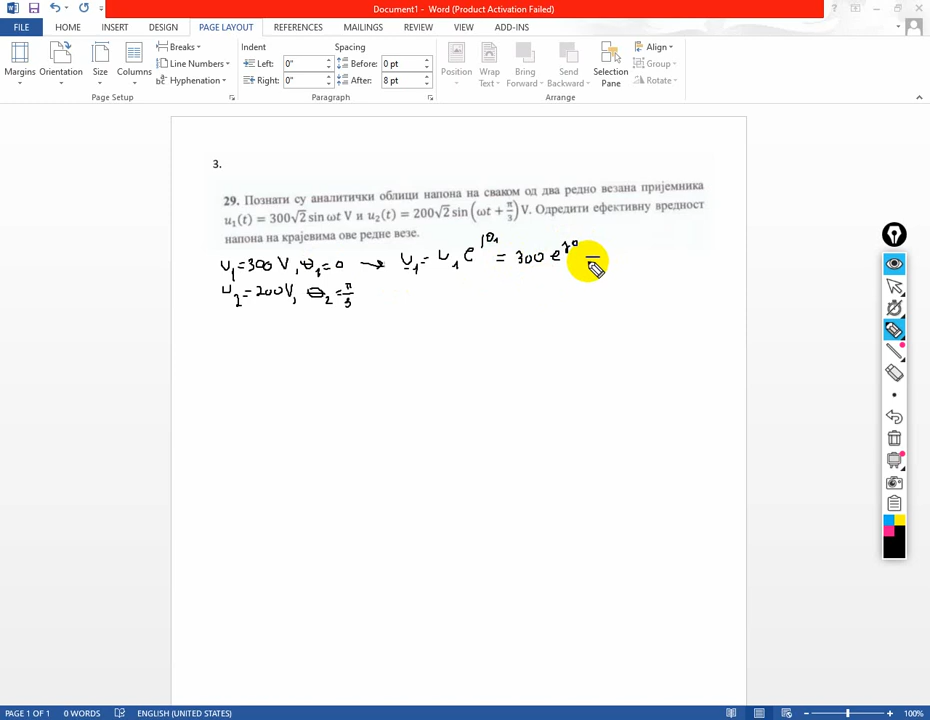 Document1 - Word (Product Activation Failed)
FILE HOME INSERT DESIGN PAGE LAYOUT REFERENCES MAILINGS REVIEW VIEW ADD-INS
Margins Orientation Size Columns Breaks Line Numbers Hyphenation Page Setup
Indent Spacing
Left: 0" Before: 0 pt
Right: 0" After: 8 pt
Paragraph
Position Wrap Text Bring Forward Send Backward Selection Pane Align Group Rotate Arrange
3.
29. Познати су аналитички облици напона на сваком од два редно везана пријемника
u₁(t) = 300√2 sin ωt V и u₂(t) = 200√2 sin (ωt + π/3) V. Одредити ефективну вредност
напона на крајевима ове редне везе.
U₁=300 V, θ₁=0 → U₁= U₁ e^jθ₁ = 300 e^j0 =
U₂=200V, θ₂=π/3
PAGE 1 OF 1 0 WORDS ENGLISH (UNITED STATES) 100%